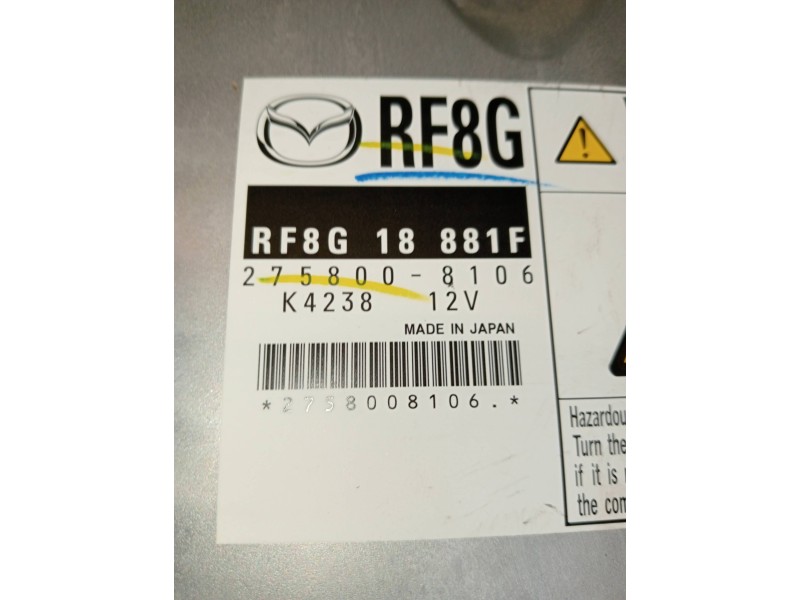 RF8G
RF8G 18 881F
275800-8106
K4238 12V
MADE IN JAPAN
*2758008106.*
!
Hazardou
Turn the
if it is
the com